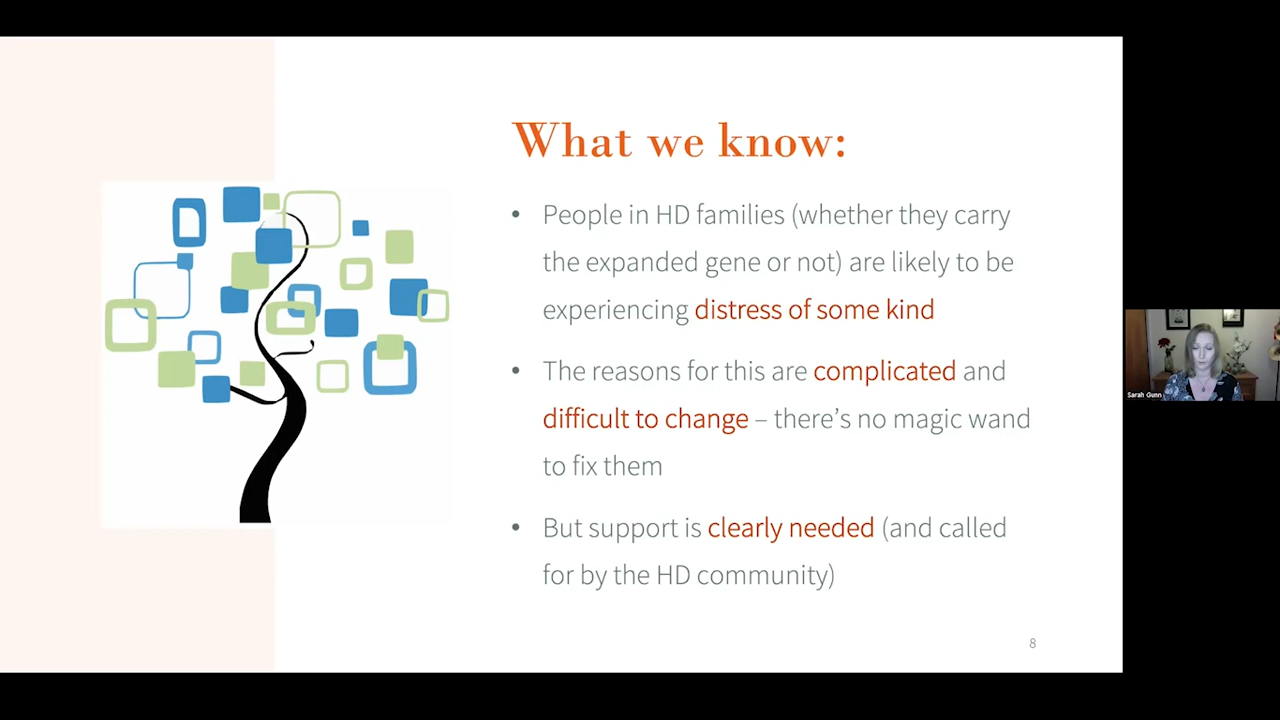 What we know:
• People in HD families (whether they carry
the expanded gene or not) are likely to be
experiencing distress of some kind
• The reasons for this are complicated and
difficult to change – there’s no magic wand
to fix them
• But support is clearly needed (and called
for by the HD community)
8
Sarah Gunn